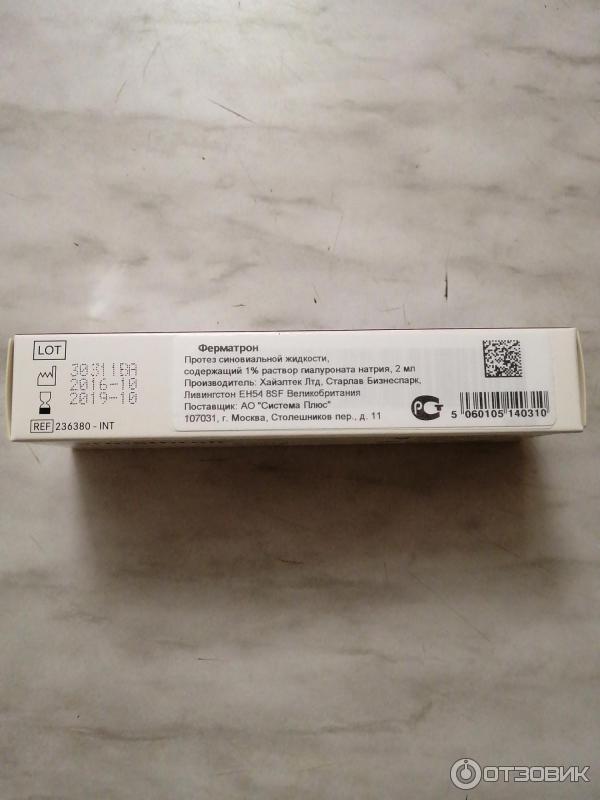 LOT
30311BA
2016-10
2019-10
REF 236380 - INT
Ферматрон
Протез синовиальной жидкости,
содержащий 1% раствор гиалуроната натрия, 2 мл
Производитель: Хайалтек Лтд, Старлав Бизнеспарк,
Ливингстон EH54 8SF Великобритания
Поставщик: АО "Система Плюс"
107031, г. Москва, Столешников пер., д. 11
РСТ
5 060105 140310
ОТЗОВИК